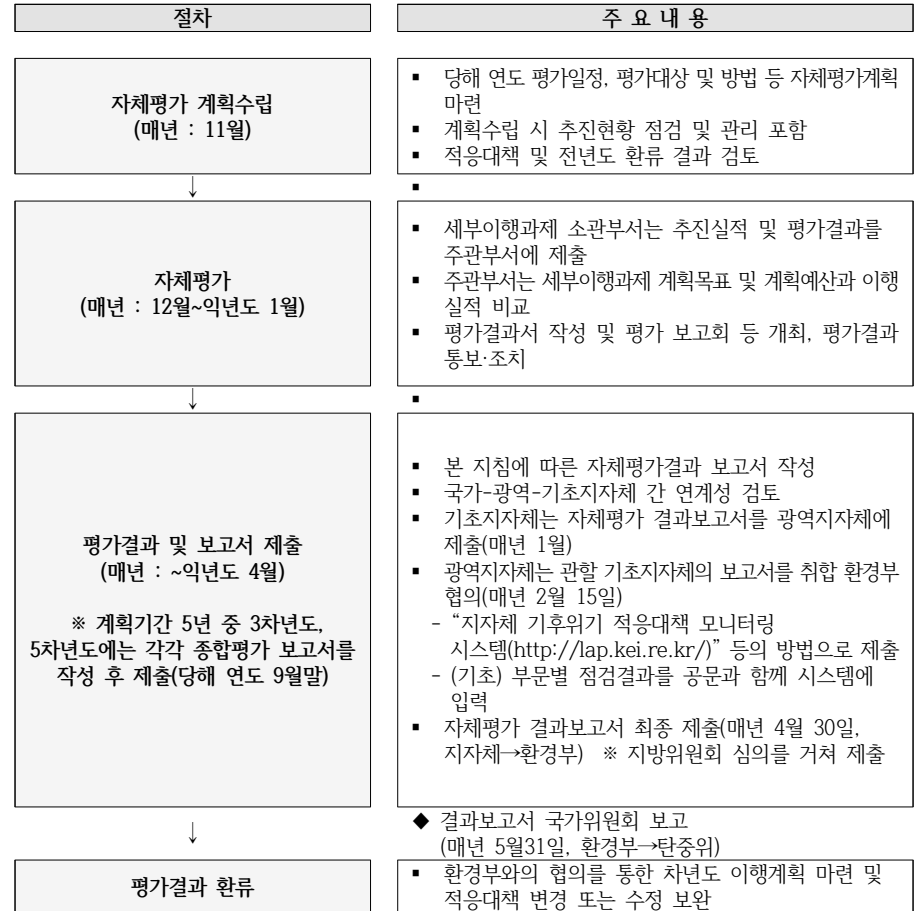 절차
주 요 내 용
자체평가 계획수립
(매년 : 11월)
▪ 당해 연도 평가일정, 평가대상 및 방법 등 자체평가계획
마련
▪ 계획수립 시 추진현황 점검 및 관리 포함
▪ 적응대책 및 전년도 환류 결과 검토
↓
▪
자체평가
(매년 : 12월~익년도 1월)
▪ 세부이행과제 소관부서는 추진실적 및 평가결과를
주관부서에 제출
▪ 주관부서는 세부이행과제 계획목표 및 계획예산과 이행
실적 비교
▪ 평가결과서 작성 및 평가 보고회 등 개최, 평가결과
통보·조치
↓
▪
평가결과 및 보고서 제출
(매년 : ~익년도 4월)
※ 계획기간 5년 중 3차년도,
5차년도에는 각각 종합평가 보고서를
작성 후 제출(당해 연도 9월말)
▪ 본 지침에 따른 자체평가결과 보고서 작성
▪ 국가-광역-기초지자체 간 연계성 검토
▪ 기초지자체는 자체평가 결과보고서를 광역지자체에
제출(매년 1월)
▪ 광역지자체는 관할 기초지자체의 보고서를 취합 환경부
협의(매년 2월 15일)
- “지자체 기후위기 적응대책 모니터링
시스템(http://lap.kei.re.kr/)” 등의 방법으로 제출
- (기초) 부문별 점검결과를 공문과 함께 시스템에
입력
▪ 자체평가 결과보고서 최종 제출(매년 4월 30일,
지자체→환경부) ※ 지방위원회 심의를 거쳐 제출
↓
◆ 결과보고서 국가위원회 보고
(매년 5월31일, 환경부→탄중위)
평가결과 환류
▪ 환경부와의 협의를 통한 차년도 이행계획 마련 및
적응대책 변경 또는 수정 보완